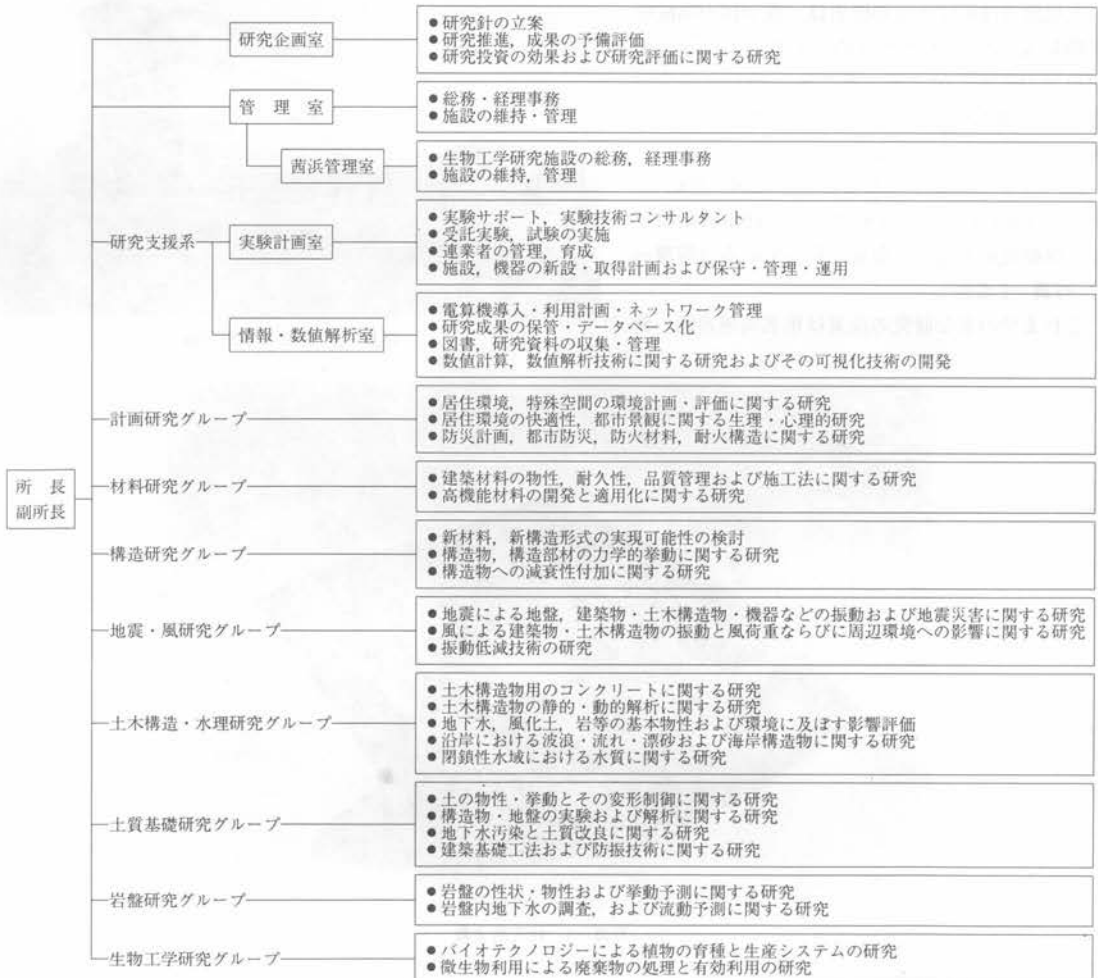 研究企画室
● 研究針の立案
● 研究推進，成果の予備評価
● 研究投資の効果および研究評価に関する研究
管　理　室
● 総務・経理事務
● 施設の維持・管理
茜浜管理室
● 生物工学研究施設の総務，経理事務
● 施設の維持，管理
研究支援系
実験計画室
● 実験サポート，実験技術コンサルタント
● 受託実験，試験の実施
● 連業者の管理，育成
● 施設，機器の新設・取得計画および保守・管理・運用
情報・数値解析室
● 電算機導入・利用計画・ネットワーク管理
● 研究成果の保管・データベース化
● 図書，研究資料の収集・管理
● 数値計算，数値解析技術に関する研究およびその可視化技術の開発
計画研究グループ
● 居住環境，特殊空間の環境計画・評価に関する研究
● 居住環境の快適性，都市景観に関する生理・心理的研究
● 防災計画，都市防災，防火材料，耐火構造に関する研究
所　長
副所長
材料研究グループ
● 建築材料の物性，耐久性，品質管理および施工法に関する研究
● 高機能材料の開発と適用化に関する研究
構造研究グループ
● 新材料，新構造形式の実現可能性の検討
● 構造物，構造部材の力学的挙動に関する研究
● 構造物への減衰性付加に関する研究
地震・風研究グループ
● 地震による地盤，建築物・土木構造物・機器などの振動および地震災害に関する研究
● 風による建築物・土木構造物の振動と風荷重ならびに周辺環境への影響に関する研究
● 振動低減技術の研究
土木構造・水理研究グループ
● 土木構造物用のコンクリートに関する研究
● 土木構造物の静的・動的解析に関する研究
● 地下水，風化土，岩等の基本物性および環境に及ぼす影響評価
● 沿岸における波浪・流れ・漂砂および海岸構造物に関する研究
● 閉鎖性水域における水質に関する研究
土質基礎研究グループ
● 土の物性・挙動とその変形制御に関する研究
● 構造物・地盤の実験および解析に関する研究
● 地下水汚染と土質改良に関する研究
● 建築基礎工法および防振技術に関する研究
岩盤研究グループ
● 岩盤の性状・物性および挙動予測に関する研究
● 岩盤内地下水の調査，および流動予測に関する研究
生物工学研究グループ
● バイオテクノロジーによる植物の育種と生産システムの研究
● 微生物利用による廃棄物の処理と有効利用の研究